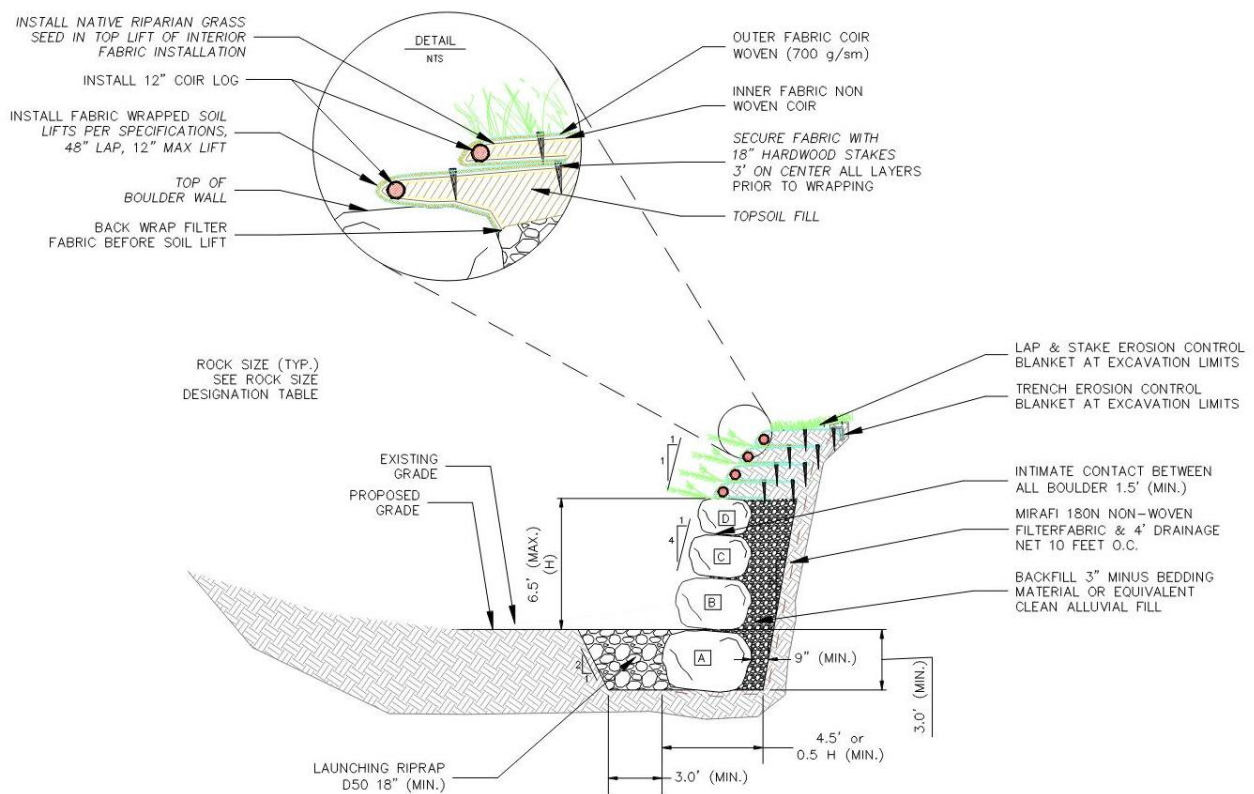 INSTALL NATIVE RIPARIAN GRASS
SEED IN TOP LIFT OF INTERIOR
FABRIC INSTALLATION
INSTALL 12" COIR LOG
INSTALL FABRIC WRAPPED SOIL
LIFTS PER SPECIFICATIONS,
48" LAP, 12" MAX LIFT
TOP OF
BOULDER WALL
BACK WRAP FILTER
FABRIC BEFORE SOIL LIFT
DETAIL
NTS
OUTER FABRIC COIR
WOVEN (700 g/sm)
INNER FABRIC NON
WOVEN COIR
SECURE FABRIC WITH
18" HARDWOOD STAKES
3' ON CENTER ALL LAYERS
PRIOR TO WRAPPING
TOPSOIL FILL
ROCK SIZE (TYP.)
SEE ROCK SIZE
DESIGNATION TABLE
LAP & STAKE EROSION CONTROL
BLANKET AT EXCAVATION LIMITS
TRENCH EROSION CONTROL
BLANKET AT EXCAVATION LIMITS
1
1
EXISTING
GRADE
PROPOSED
GRADE
INTIMATE CONTACT BETWEEN
ALL BOULDER 1.5' (MIN.)
MIRAFI 180N NON-WOVEN
FILTERFABRIC & 4' DRAINAGE
NET 10 FEET O.C.
BACKFILL 3" MINUS BEDDING
MATERIAL OR EQUIVALENT
CLEAN ALLUVIAL FILL
6.5' (MAX.)
(H)
1
4
D
C
B
A
2
1
9" (MIN.)
3.0' (MIN.)
4.5' or
0.5 H (MIN.)
3.0' (MIN.)
LAUNCHING RIPRAP
D50 18" (MIN.)